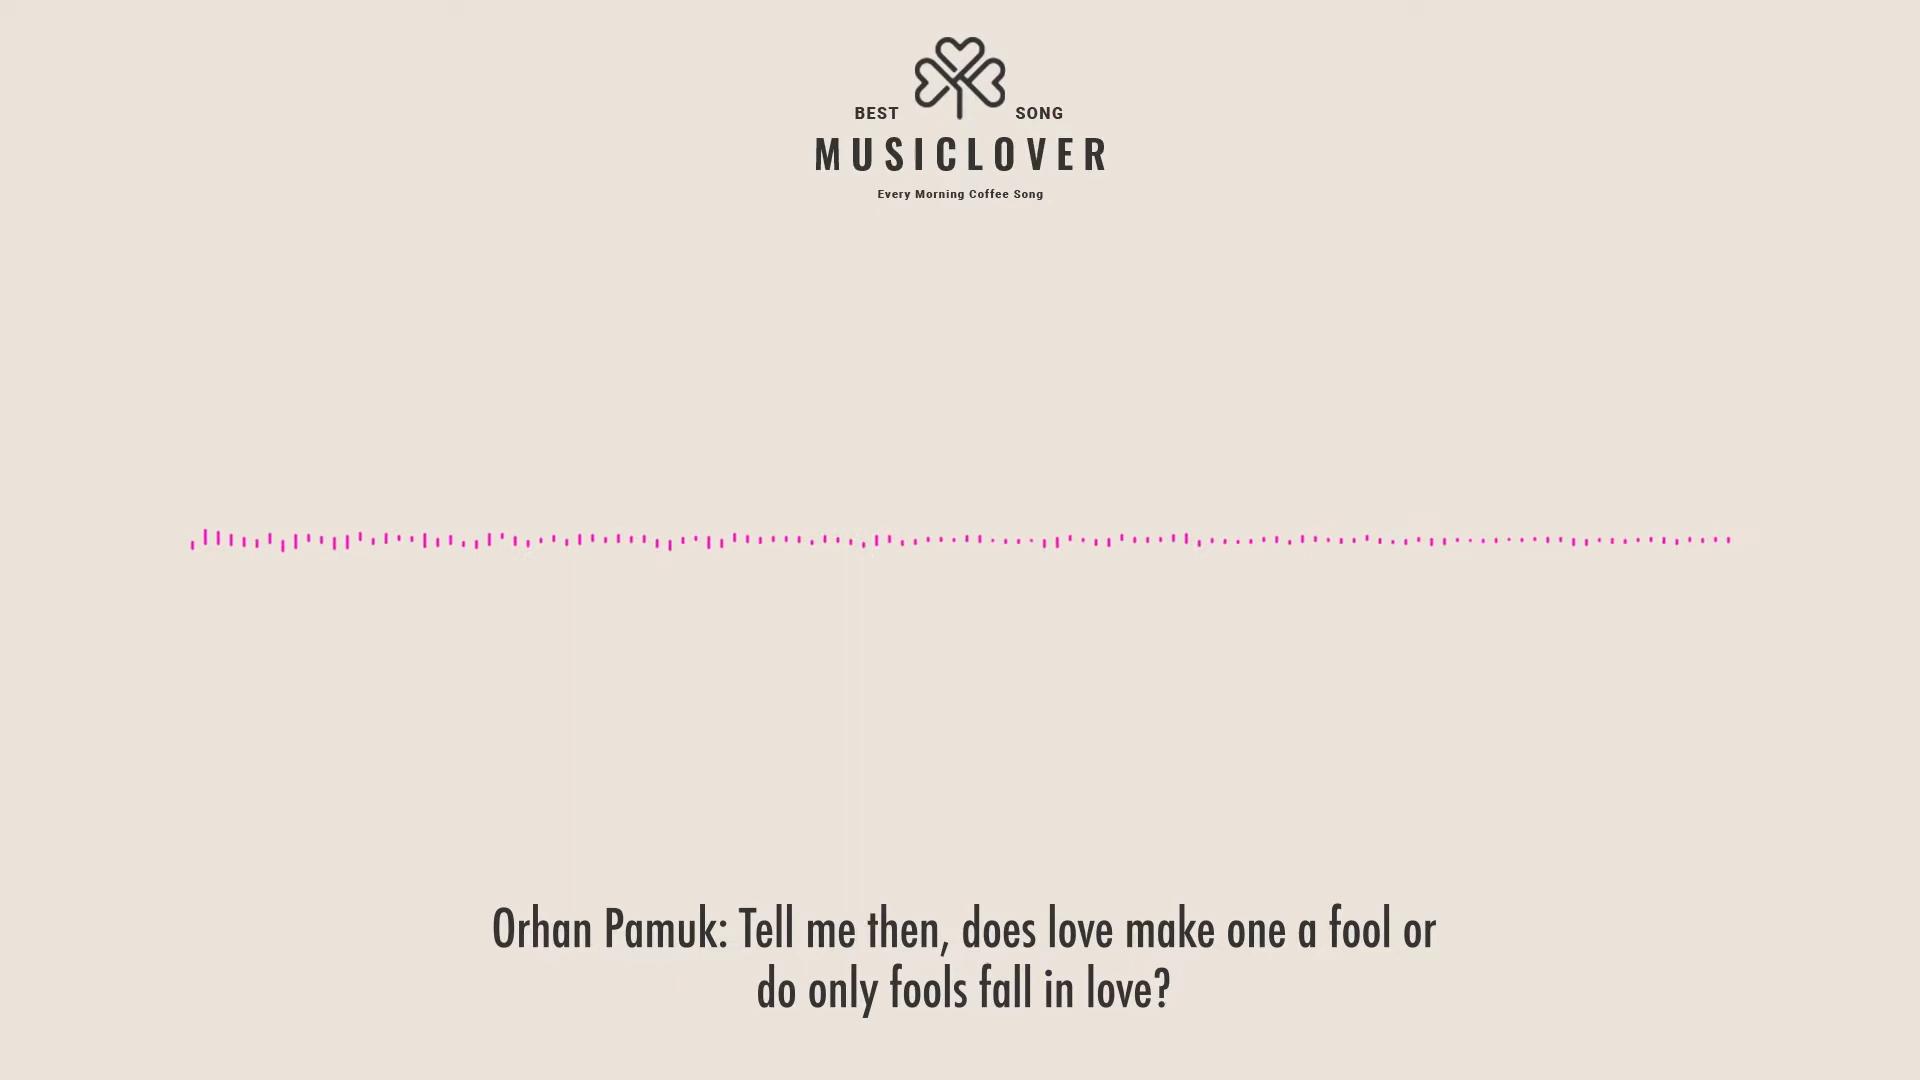 BEST SONG
MUSICLOVER
Every Morning Coffee Song
Orhan Pamuk: Tell me then, does love make one a fool or
do only fools fall in love?